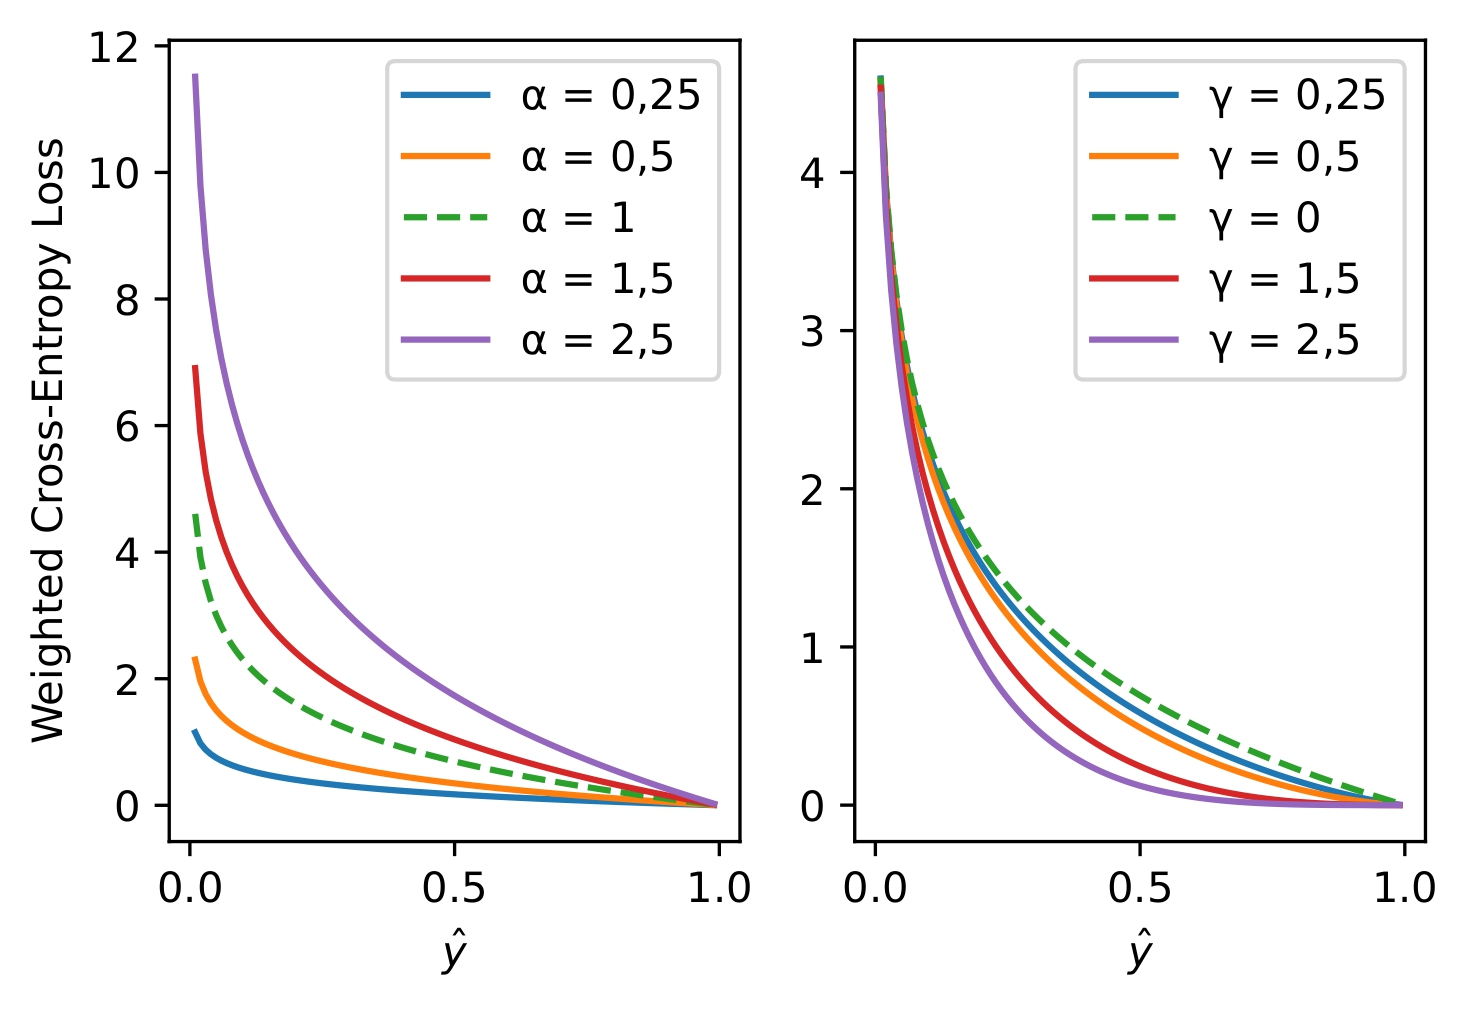 Weighted Cross-Entropy Loss
12
10
8
6
4
2
0
0.0
0.5
1.0
ŷ
α = 0,25
α = 0,5
α = 1
α = 1,5
α = 2,5
4
3
2
1
0
0.0
0.5
1.0
ŷ
γ = 0,25
γ = 0,5
γ = 0
γ = 1,5
γ = 2,5